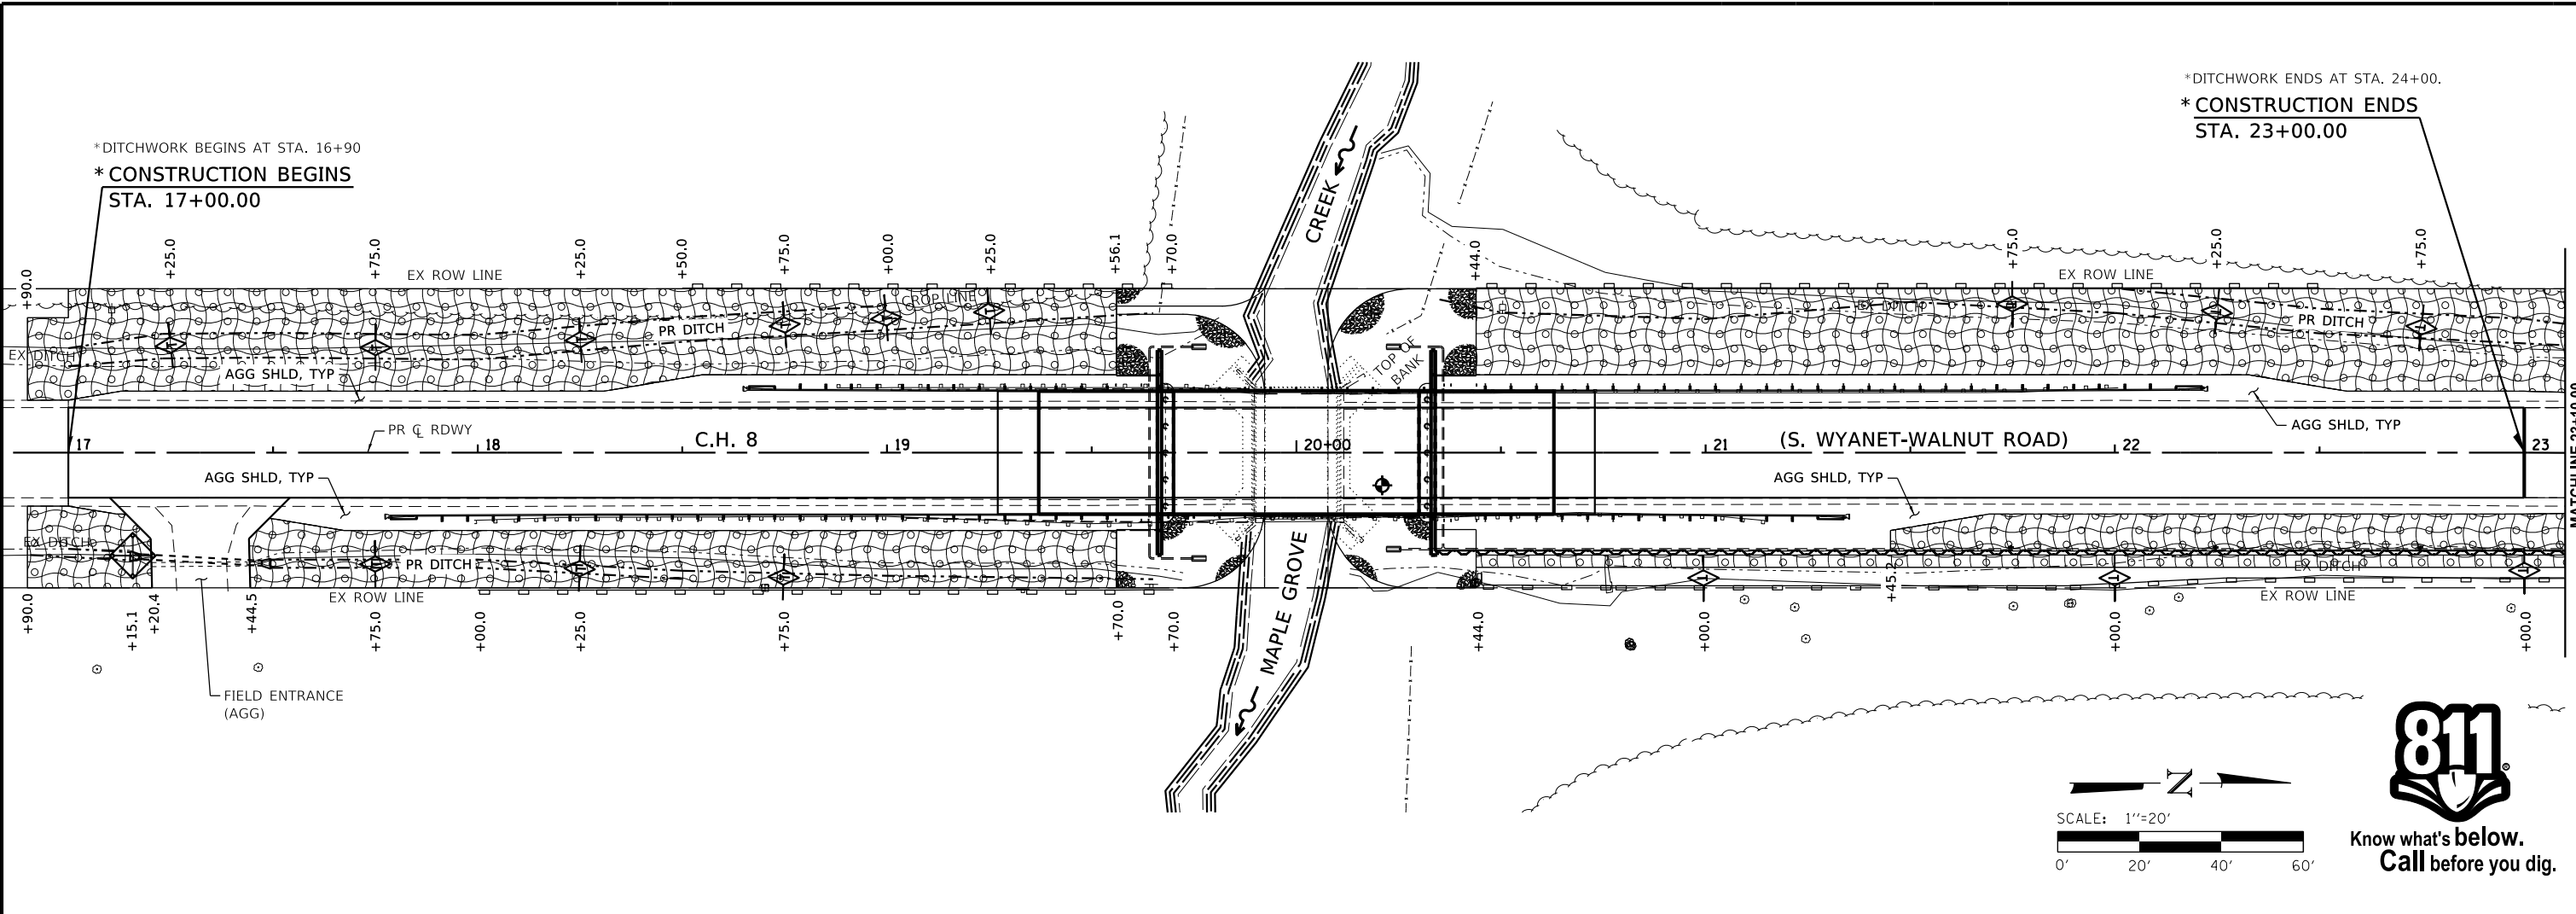 *DITCHWORK ENDS AT STA. 24+00.
* CONSTRUCTION ENDS
STA. 23+00.00
*DITCHWORK BEGINS AT STA. 16+90
* CONSTRUCTION BEGINS
STA. 17+00.00
CREEK
+90.0
+25.0
+75.0
EX ROW LINE
+25.0
+50.0
+75.0
+00.0
+25.0
+56.1
+70.0
+44.0
+75.0
EX ROW LINE
+25.0
+75.0
CROP LINE
EX DITCH
PR DITCH
PR DITCH
EX DITCH
AGG SHLD, TYP
TOP OF
BANK
AGG SHLD, TYP
PR ℄ RDWY
17
18
C.H. 8
19
20+00
21
(S. WYANET-WALNUT ROAD)
22
23
MATCHLINE 23+10.00
AGG SHLD, TYP
AGG SHLD, TYP
EX DITCH
PR DITCH
EX DITCH
EX ROW LINE
EX ROW LINE
MAPLE GROVE
+90.0
+15.1
+20.4
+44.5
+75.0
+00.0
+25.0
+75.0
+70.0
+70.0
+44.0
+00.0
+45.2
+00.0
+00.0
FIELD ENTRANCE
(AGG)
N
SCALE: 1''=20'
0' 20' 40' 60'
811
®
Know what's below.
Call before you dig.